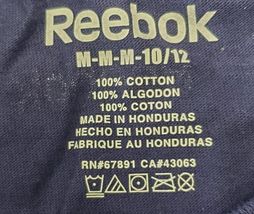 Reebok
M-M-M-10/12
100% COTTON
100% ALGODON
100% COTON
MADE IN HONDURAS
HECHO EN HONDURAS
FABRIQUE AU HONDURAS
RN#67891 CA#43063